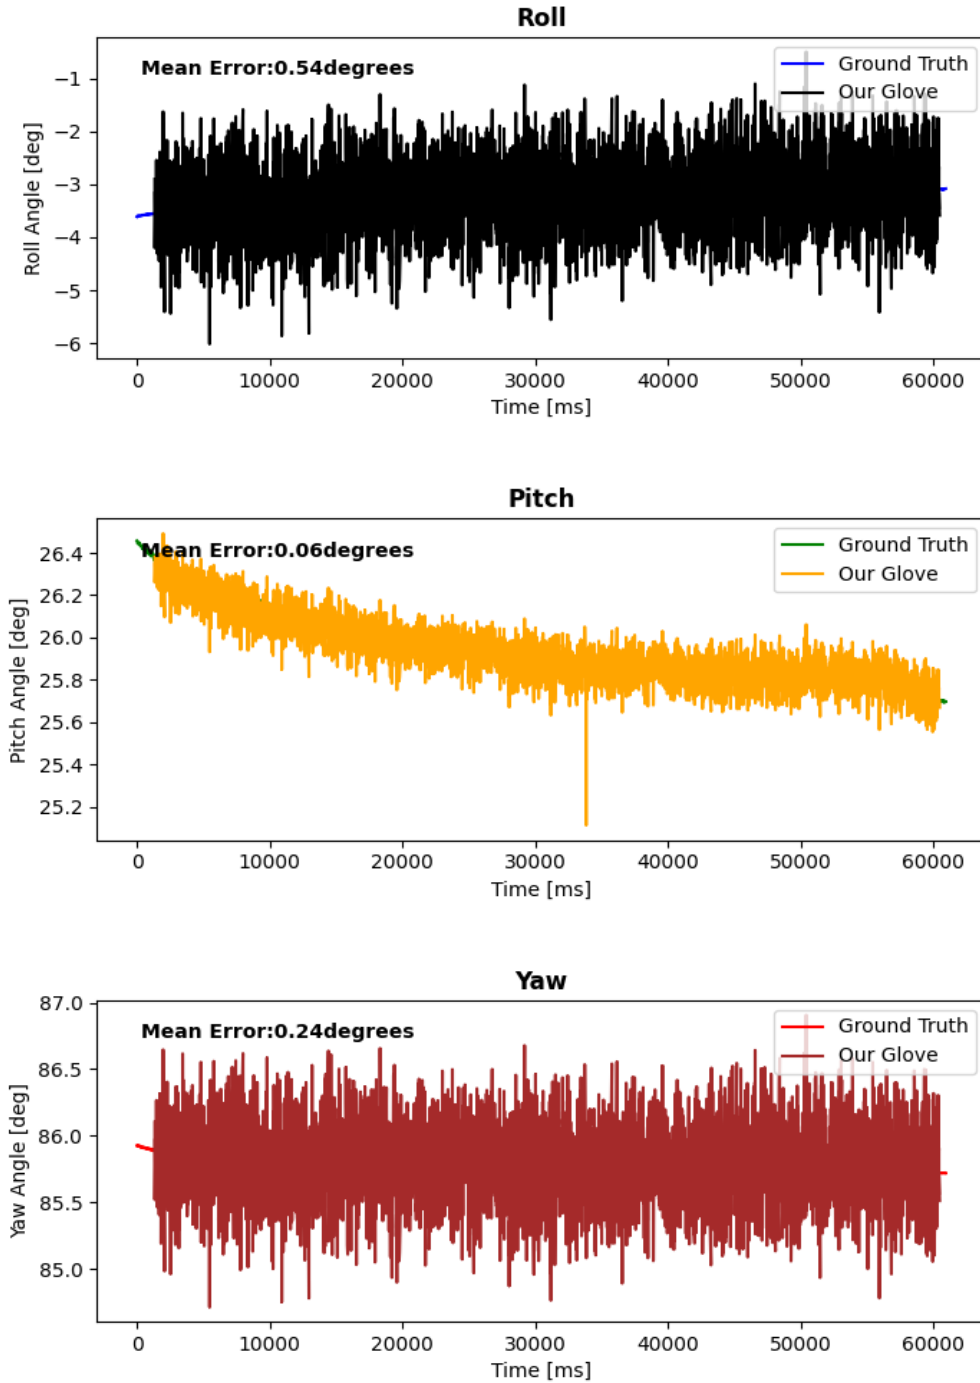 Roll
Mean Error:0.54degrees
Ground Truth
Our Glove
Roll Angle [deg]
−1
−2
−3
−4
−5
−6
0 10000 20000 30000 40000 50000 60000
Time [ms]
Pitch
Mean Error:0.06degrees
Ground Truth
Our Glove
Pitch Angle [deg]
26.4
26.2
26.0
25.8
25.6
25.4
25.2
0 10000 20000 30000 40000 50000 60000
Time [ms]
Yaw
Mean Error:0.24degrees
Ground Truth
Our Glove
Yaw Angle [deg]
87.0
86.5
86.0
85.5
85.0
0 10000 20000 30000 40000 50000 60000
Time [ms]